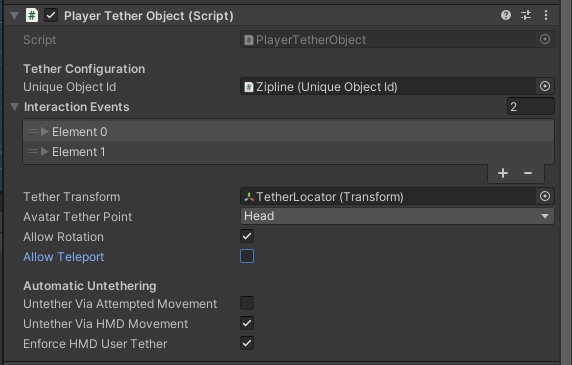 Player Tether Object (Script)
Script PlayerTetherObject
Tether Configuration
Unique Object Id Zipline (Unique Object Id)
Interaction Events 2
Element 0
Element 1
Tether Transform TetherLocator (Transform)
Avatar Tether Point Head
Allow Rotation
Allow Teleport
Automatic Untethering
Untether Via Attempted Movement
Untether Via HMD Movement
Enforce HMD User Tether